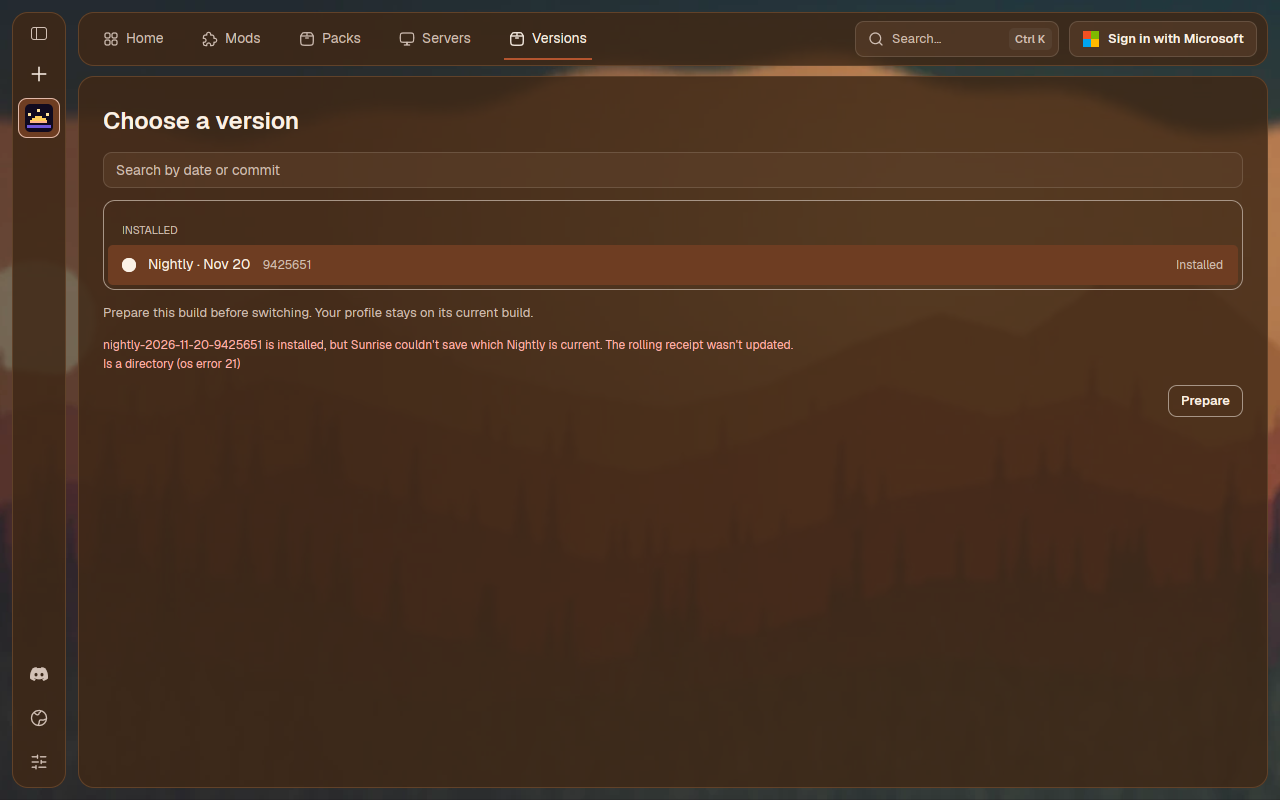 Home
Mods
Packs
Servers
Versions
Search...
Ctrl K
Sign in with Microsoft
Choose a version
Search by date or commit
INSTALLED
Nightly · Nov 20 9425651
Installed
Prepare this build before switching. Your profile stays on its current build.
nightly-2026-11-20-9425651 is installed, but Sunrise couldn't save which Nightly is current. The rolling receipt wasn't updated.
Is a directory (os error 21)
Prepare